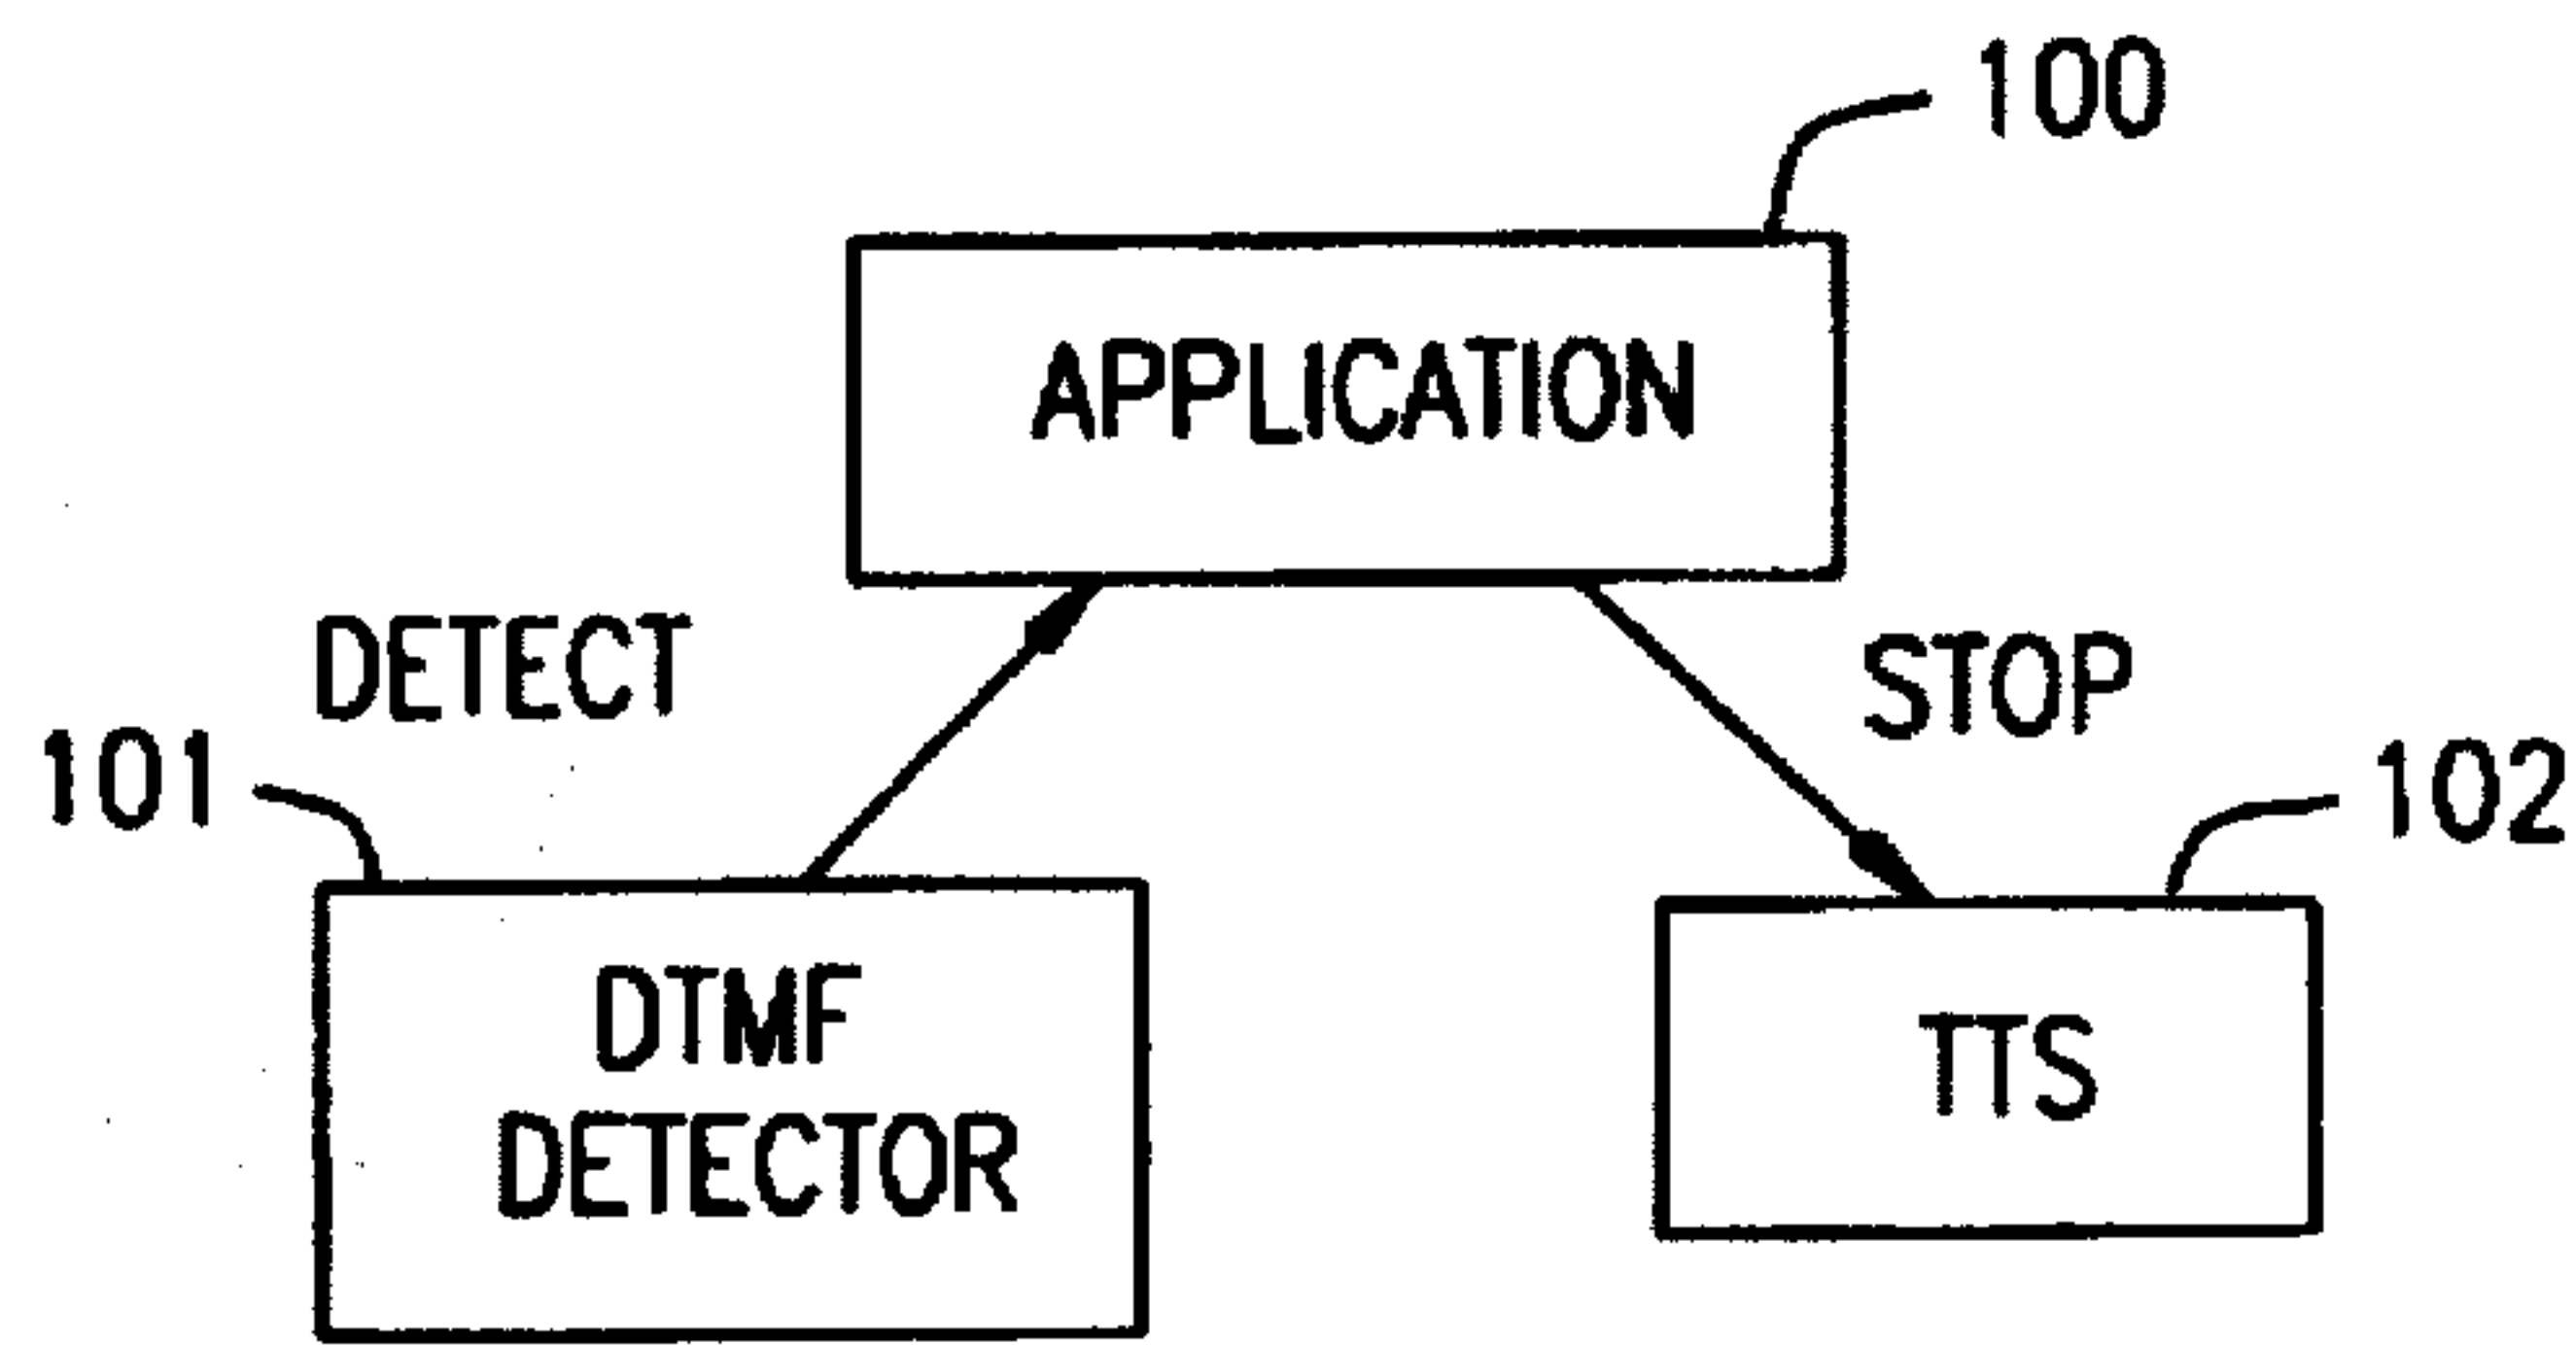 100
APPLICATION
DETECT
STOP
101
102
DTMF
DETECTOR
TTS